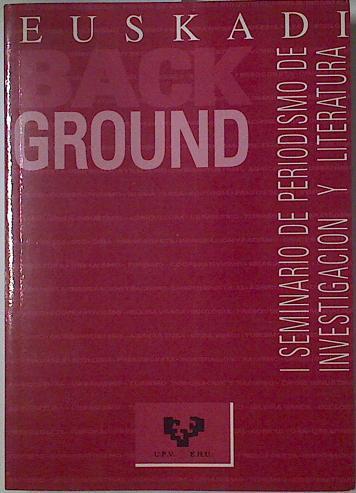 EUSKADI
BACK
GROUND
I SEMINARIO DE PERIODISMO DE
INVESTIGACION Y LITERATURA
U.P.V. E.H.U.